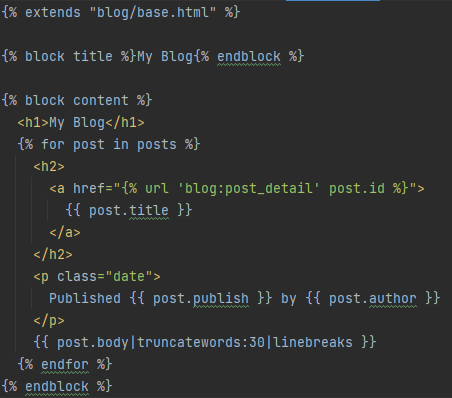 {% extends "blog/base.html" %}
{% block title %}My Blog{% endblock %}
{% block content %}
<h1>My Blog</h1>
{% for post in posts %}
<h2>
<a href="{% url 'blog:post_detail' post.id %}">
{{ post.title }}
</a>
</h2>
<p class="date">
Published {{ post.publish }} by {{ post.author }}
</p>
{{ post.body|truncatewords:30|linebreaks }}
{% endfor %}
{% endblock %}